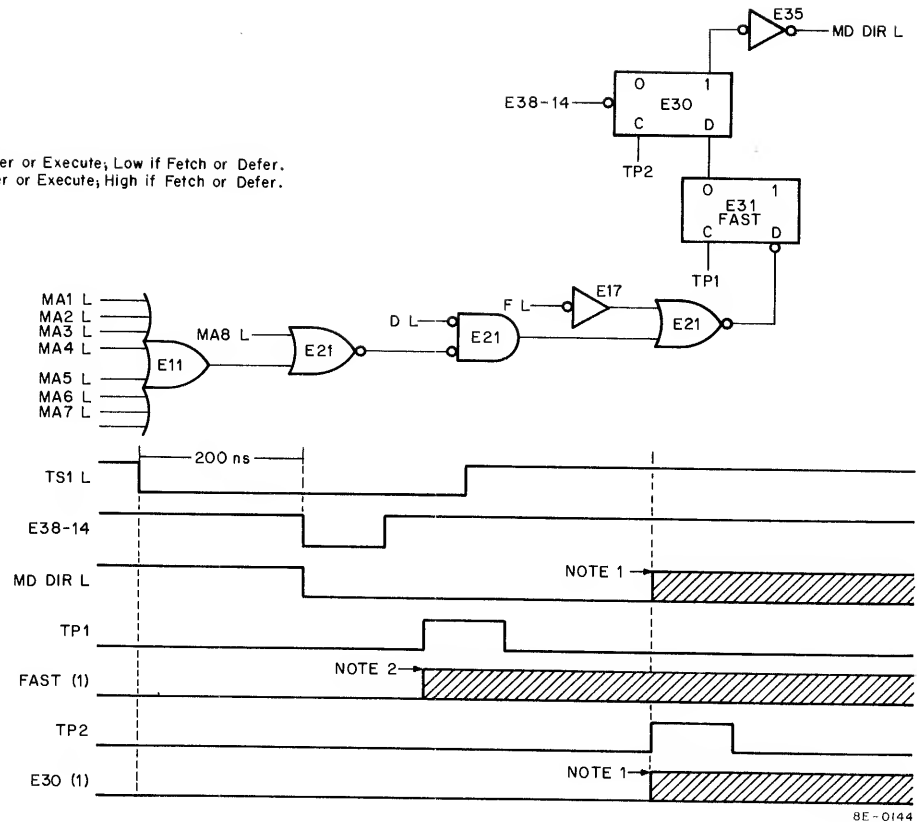 E35
MD DIR L
O 1
E38-14
E30
C D
TP2
er or Execute; Low if Fetch or Defer.
er or Execute; High if Fetch or Defer.
O 1
E31
FAST
C D
TP1
MA1 L
MA2 L
MA3 L
MA4 L
MA5 L
MA6 L
MA7 L
E11
MA8 L
E21
D L
E21
F L
E17
E21
200 ns
TS1 L
E38-14
MD DIR L
NOTE 1
TP1
NOTE 2
FAST (1)
TP2
NOTE 1
E30 (1)
8E-0144